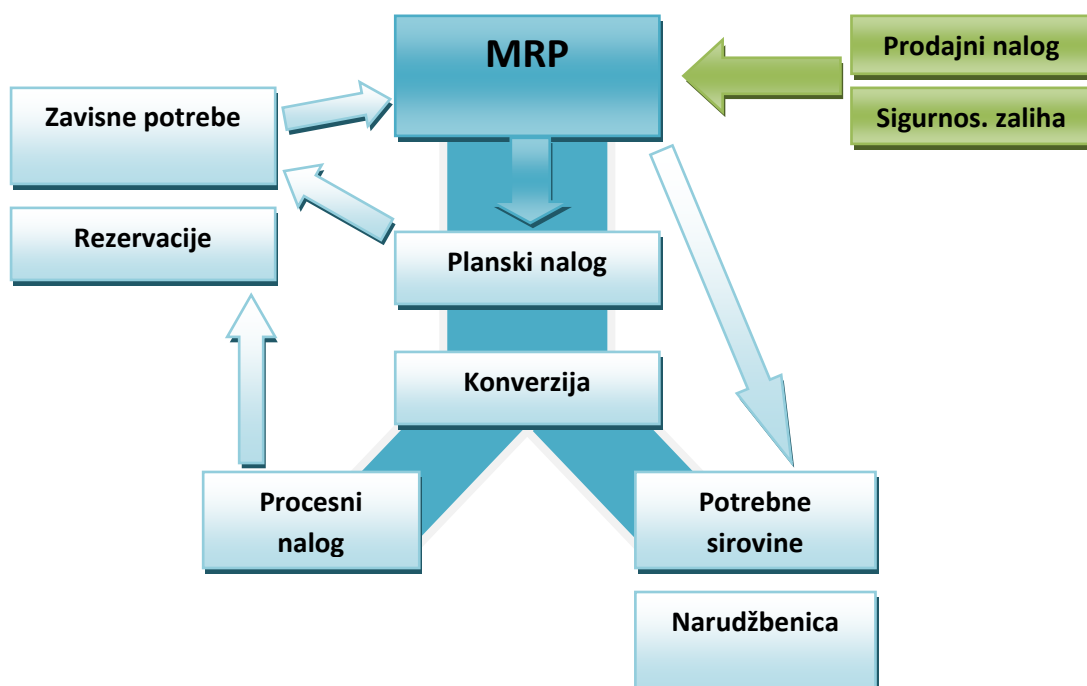 MRP
Prodajni nalog
Sigurnos. zaliha
Zavisne potrebe
Rezervacije
Planski nalog
Konverzija
Procesni
nalog
Potrebne
sirovine
Narudžbenica